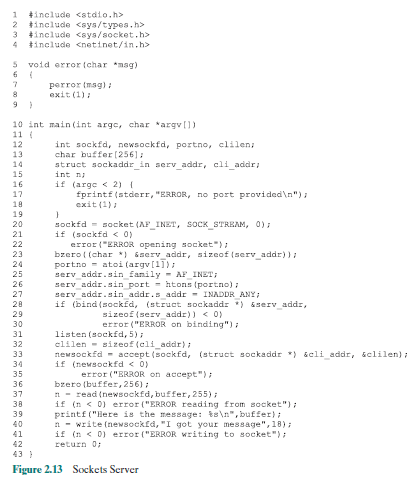 1 #include <stdio.h>
2 #include <sys/types.h>
3 #include <sys/socket.h>
4 #include <netinet/in.h>
5 void error(char *msg)
6 {
7 perror(msg);
8 exit(1);
9 }
10 int main(int argc, char *argv[])
11 {
12 int sockfd, newsockfd, portno, clilen;
13 char buffer[256];
14 struct sockaddr_in serv_addr, cli_addr;
15 int n;
16 if (argc < 2) {
17 fprintf(stderr,"ERROR, no port provided\n");
18 exit(1);
19 }
20 sockfd = socket(AF_INET, SOCK_STREAM, 0);
21 if (sockfd < 0)
22 error("ERROR opening socket");
23 bzero((char *) &serv_addr, sizeof(serv_addr));
24 portno = atoi(argv[1]);
25 serv_addr.sin_family = AF_INET;
26 serv_addr.sin_port = htons(portno);
27 serv_addr.sin_addr.s_addr = INADDR_ANY;
28 if (bind(sockfd, (struct sockaddr *) &serv_addr,
29 sizeof(serv_addr)) < 0)
30 error("ERROR on binding");
31 listen(sockfd,5);
32 clilen = sizeof(cli_addr);
33 newsockfd = accept(sockfd, (struct sockaddr *) &cli_addr, &clilen);
34 if (newsockfd < 0)
35 error("ERROR on accept");
36 bzero(buffer,256);
37 n = read(newsockfd,buffer,255);
38 if (n < 0) error("ERROR reading from socket");
39 printf("Here is the message: %s\n",buffer);
40 n = write(newsockfd,"I got your message",18);
41 if (n < 0) error("ERROR writing to socket");
42 return 0;
43 }
Figure 2.13 Sockets Server